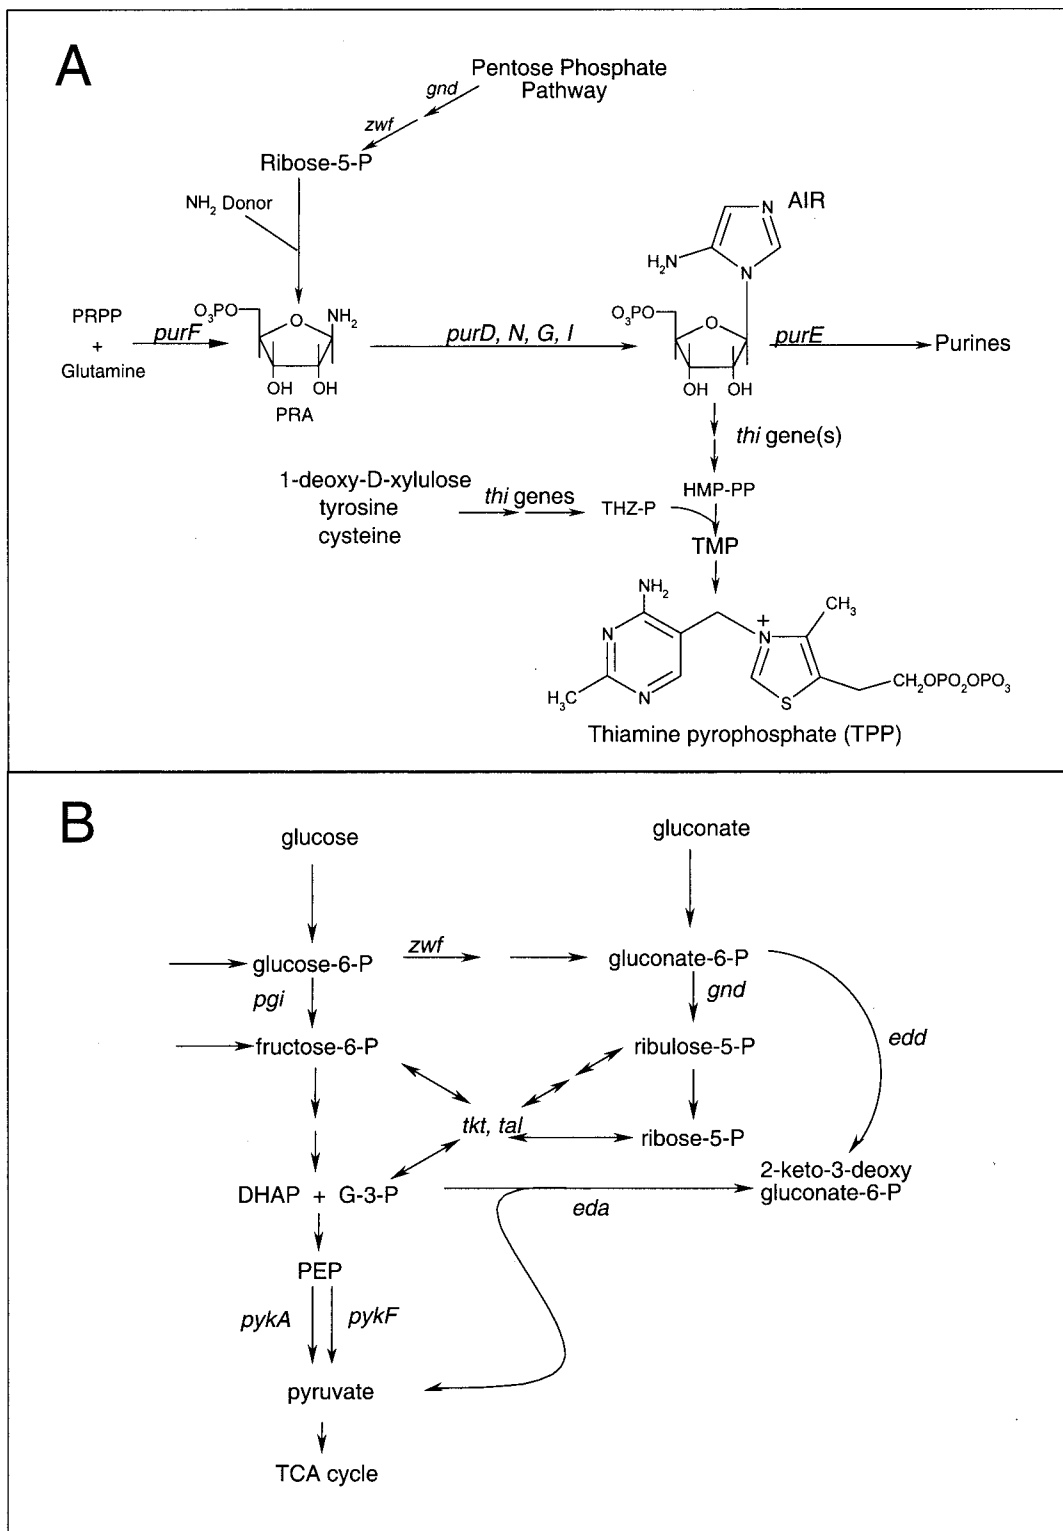 A
Pentose Phosphate
Pathway
gnd
zwf
Ribose-5-P
NH2 Donor
AIR
N
H2N
N
O3PO
O
NH2
OH OH
PRA
PRPP
+
Glutamine
purF
purD, N, G, I
O3PO
O
OH OH
purE
Purines
thi gene(s)
1-deoxy-D-xylulose
tyrosine
cysteine
thi genes
THZ-P
HMP-PP
TMP
NH2
N
N
H3C
+
N
S
CH3
CH2OPO2OPO3
Thiamine pyrophosphate (TPP)
B
glucose
gluconate
glucose-6-P
zwf
gluconate-6-P
pgi
gnd
edd
fructose-6-P
ribulose-5-P
tkt, tal
ribose-5-P
2-keto-3-deoxy
gluconate-6-P
DHAP + G-3-P
eda
PEP
pykA
pykF
pyruvate
TCA cycle